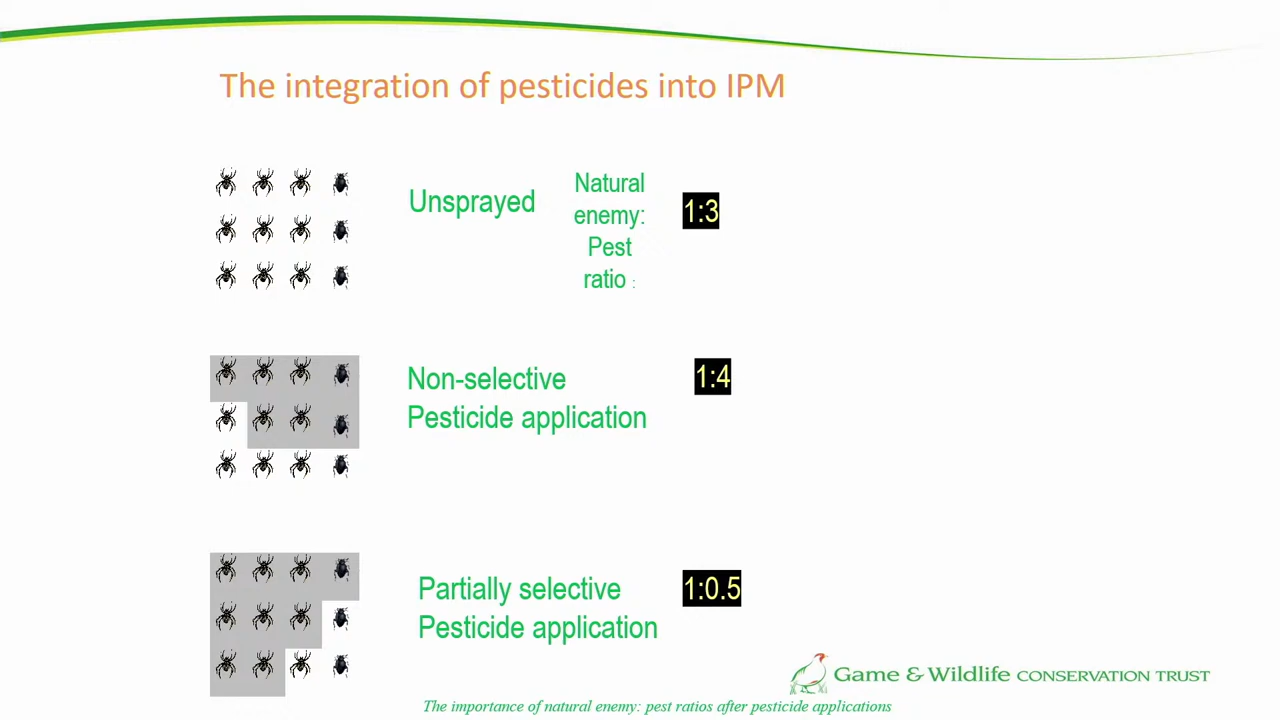 The integration of pesticides into IPM
Unsprayed
Natural
enemy:
Pest
ratio :
1:3
Non-selective
Pesticide application
1:4
Partially selective
Pesticide application
1:0.5
Game & Wildlife CONSERVATION TRUST
The importance of natural enemy: pest ratios after pesticide applications